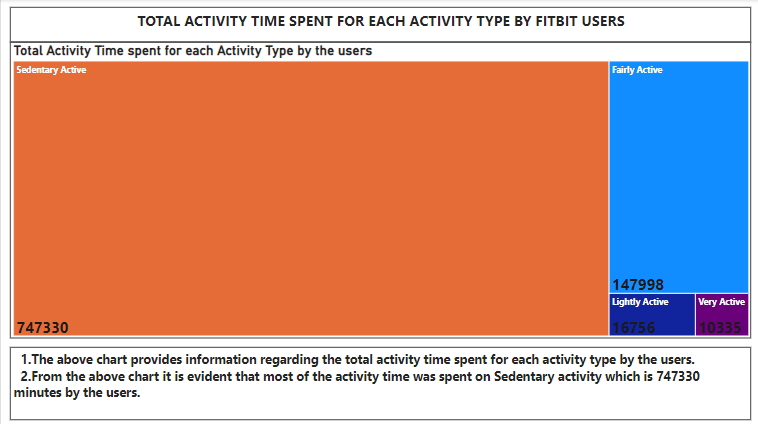 TOTAL ACTIVITY TIME SPENT FOR EACH ACTIVITY TYPE BY FITBIT USERS
Total Activity Time spent for each Activity Type by the users
Sedentary Active
Fairly Active
747330
147998
Lightly Active
Very Active
16756
10335
1.The above chart provides information regarding the total activity time spent for each activity type by the users.
2.From the above chart it is evident that most of the activity time was spent on Sedentary activity which is 747330
minutes by the users.